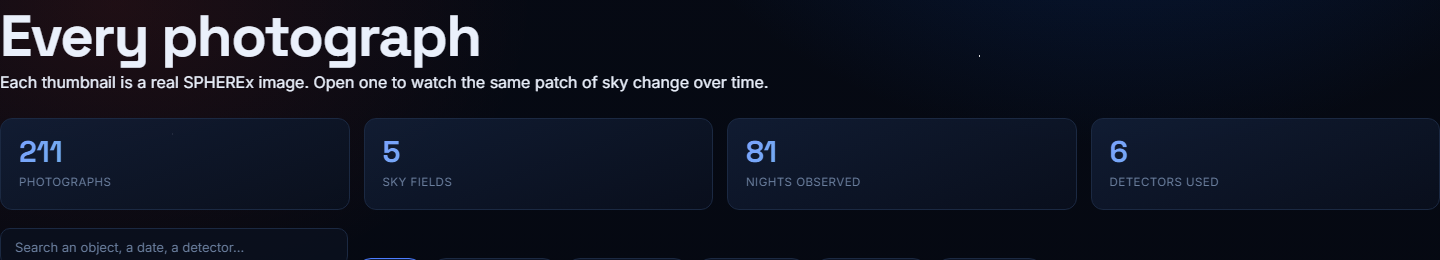 Every photograph
Each thumbnail is a real SPHEREx image. Open one to watch the same patch of sky change over time.
211
PHOTOGRAPHS
5
SKY FIELDS
81
NIGHTS OBSERVED
6
DETECTORS USED
Search an object, a date, a detector...